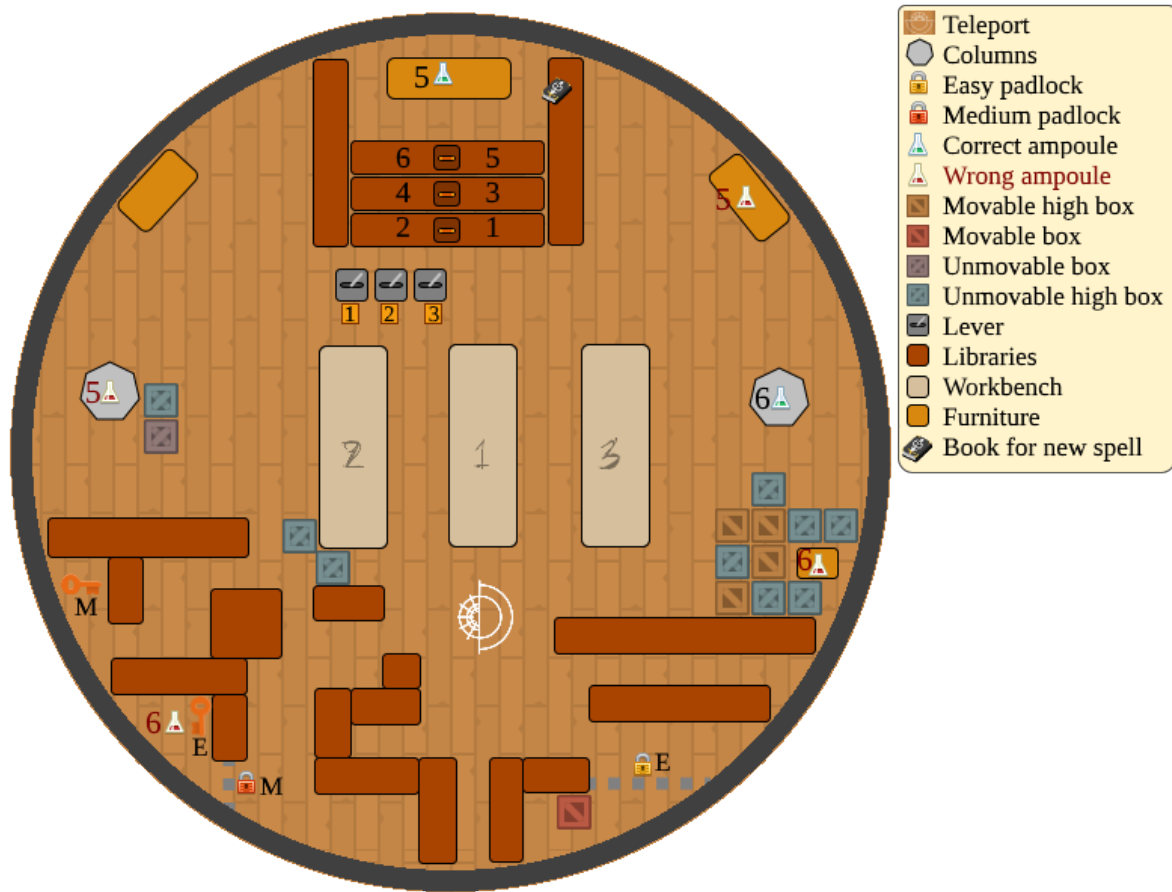 5
6 5
4 3
2 1
5
1 2 3
5
6
2 1 3
6
M
6
E
M
E
Teleport
Columns
Easy padlock
Medium padlock
Correct ampoule
Wrong ampoule
Movable high box
Movable box
Unmovable box
Unmovable high box
Lever
Libraries
Workbench
Furniture
Book for new spell